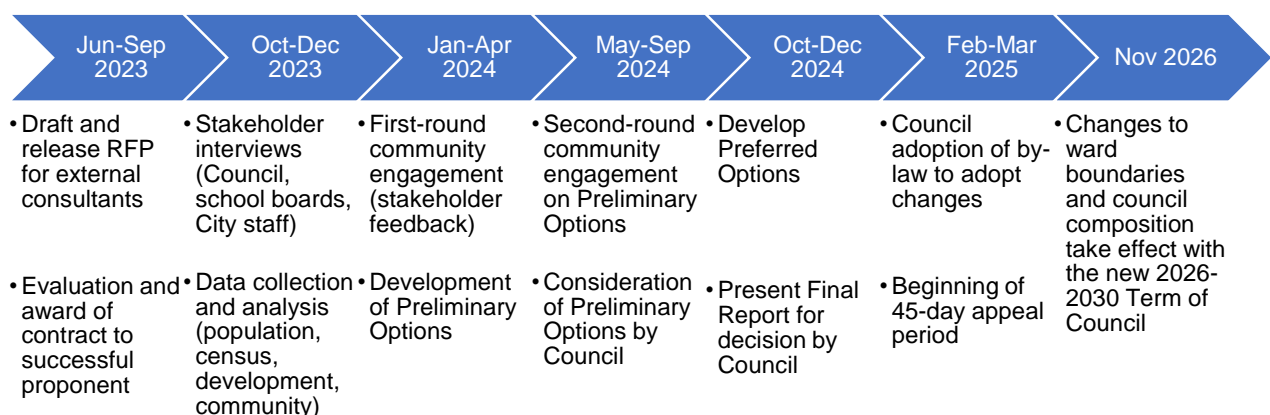 Jun-Sep
2023
Oct-Dec
2023
Jan-Apr
2024
May-Sep
2024
Oct-Dec
2024
Feb-Mar
2025
Nov 2026
• Draft and
release RFP
for external
consultants
• Evaluation and
award of
contract to
successful
proponent
• Stakeholder
interviews
(Council,
school boards,
City staff)
• Data collection
and analysis
(population,
census,
development,
community)
• First-round
community
engagement
(stakeholder
feedback)
• Development
of Preliminary
Options
• Second-round
community
engagement
on Preliminary
Options
• Consideration
of Preliminary
Options by
Council
• Develop
Preferred
Options
• Present Final
Report for
decision by
Council
• Council
adoption of by-
law to adopt
changes
• Beginning of
45-day appeal
period
• Changes to
ward
boundaries
and council
composition
take effect with
the new 2026-
2030 Term of
Council